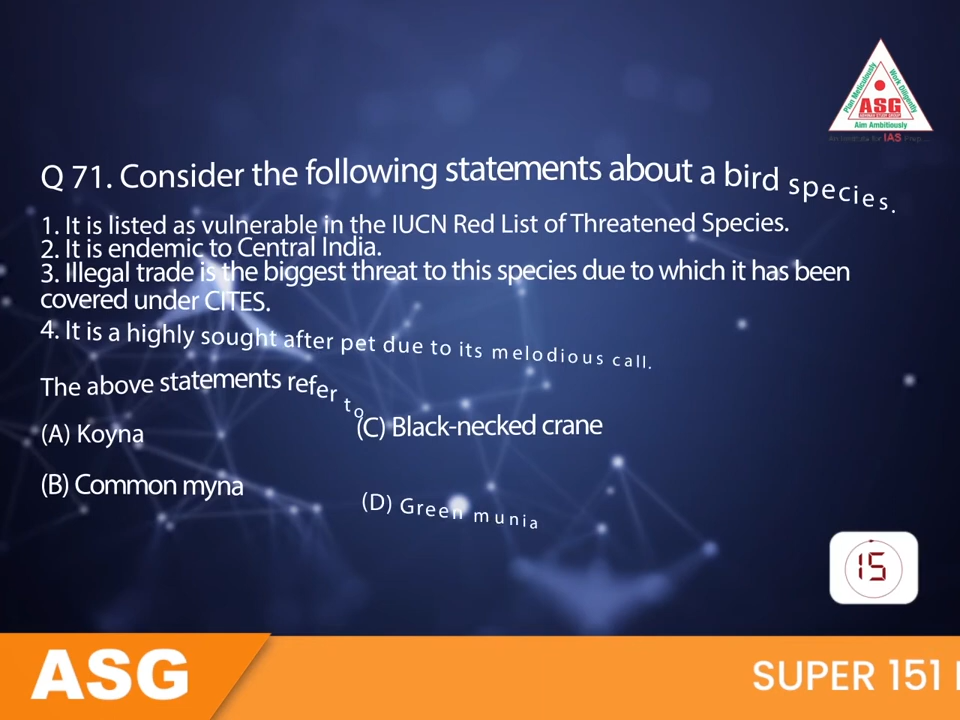 Plan Meticulously
Work Diligently
ASG
Aim Ambitiously
IAS
Q 71. Consider the following statements about a bird species.
1. It is listed as vulnerable in the IUCN Red List of Threatened Species.
2. It is endemic to Central India.
3. Illegal trade is the biggest threat to this species due to which it has been
covered under CITES.
4. It is a highly sought after pet due to its melodious call.
The above statements refer to
(A) Koyna
(C) Black-necked crane
(B) Common myna
(D) Green munia
15
ASG
SUPER 151